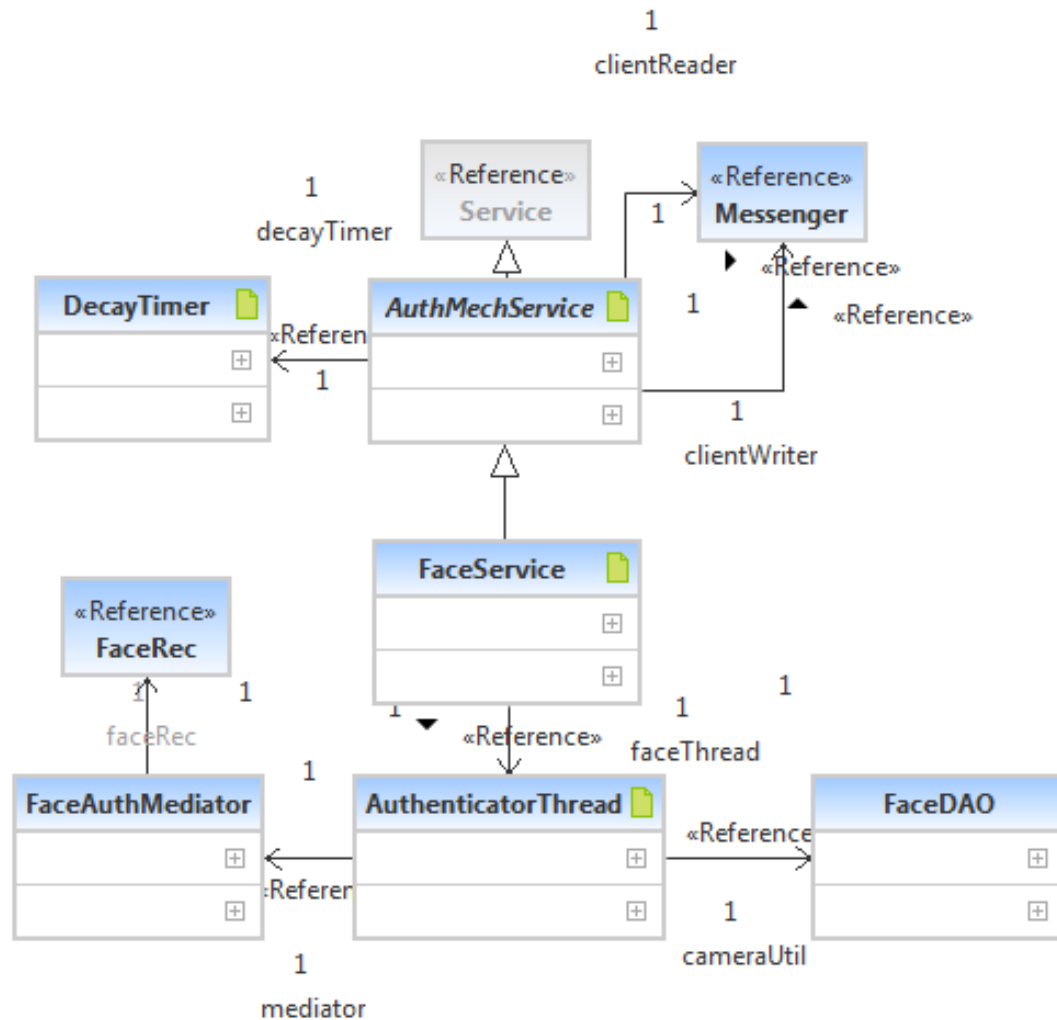 1
clientReader
«Reference»
Service
«Reference»
Messenger
1
decayTimer
1
«Reference»
1
«Reference»
DecayTimer
AuthMechService
«Referen
1
1
clientWriter
FaceService
«Reference»
FaceRec
1
faceRec
1
1
«Reference»
1
faceThread
1
FaceAuthMediator
1
AuthenticatorThread
FaceDAO
«Reference
«Referen
1
cameraUtil
1
mediator